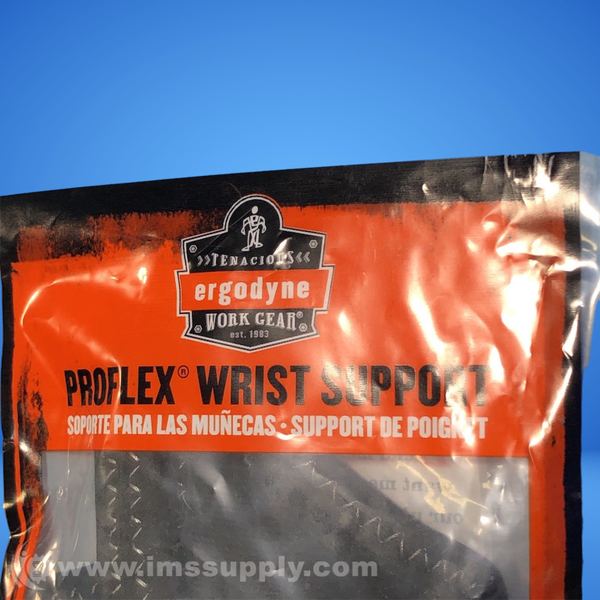 »TENACIOUS«
ergodyne
WORK GEAR®
est. 1983
PROFLEX® WRIST SUPPORT
SOPORTE PARA LAS MUÑECAS • SUPPORT DE POIGNET
www.imssupply.com